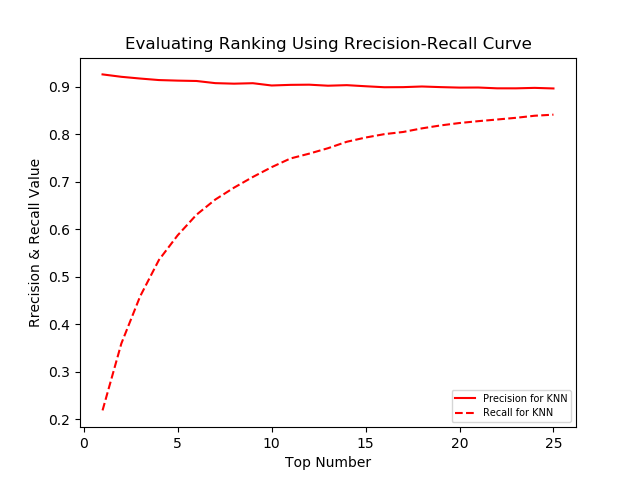 Evaluating Ranking Using Rrecision-Recall Curve
Rrecision & Recall Value
0.9
0.8
0.7
0.6
0.5
0.4
0.3
0.2
Precision for KNN
Recall for KNN
0 5 10 15 20 25
Top Number